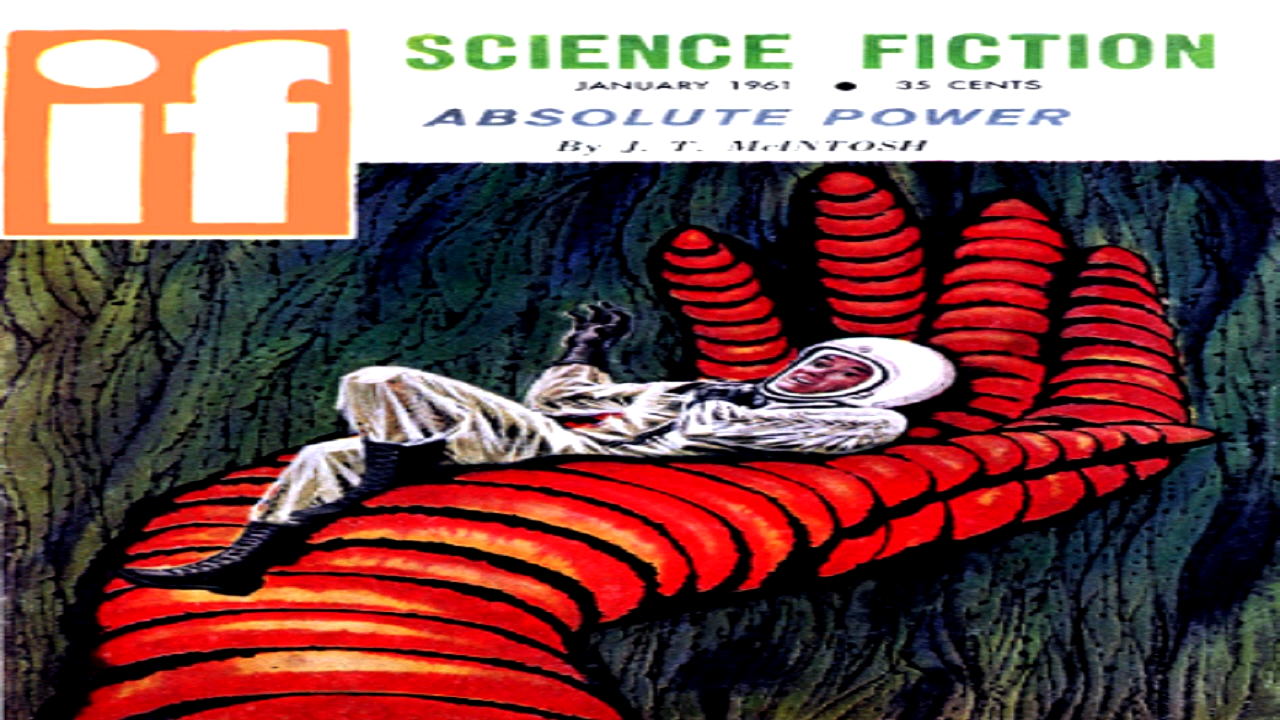 if
SCIENCE FICTION
JANUARY 1961 ● 35 CENTS
ABSOLUTE POWER
By J. T. McINTOSH